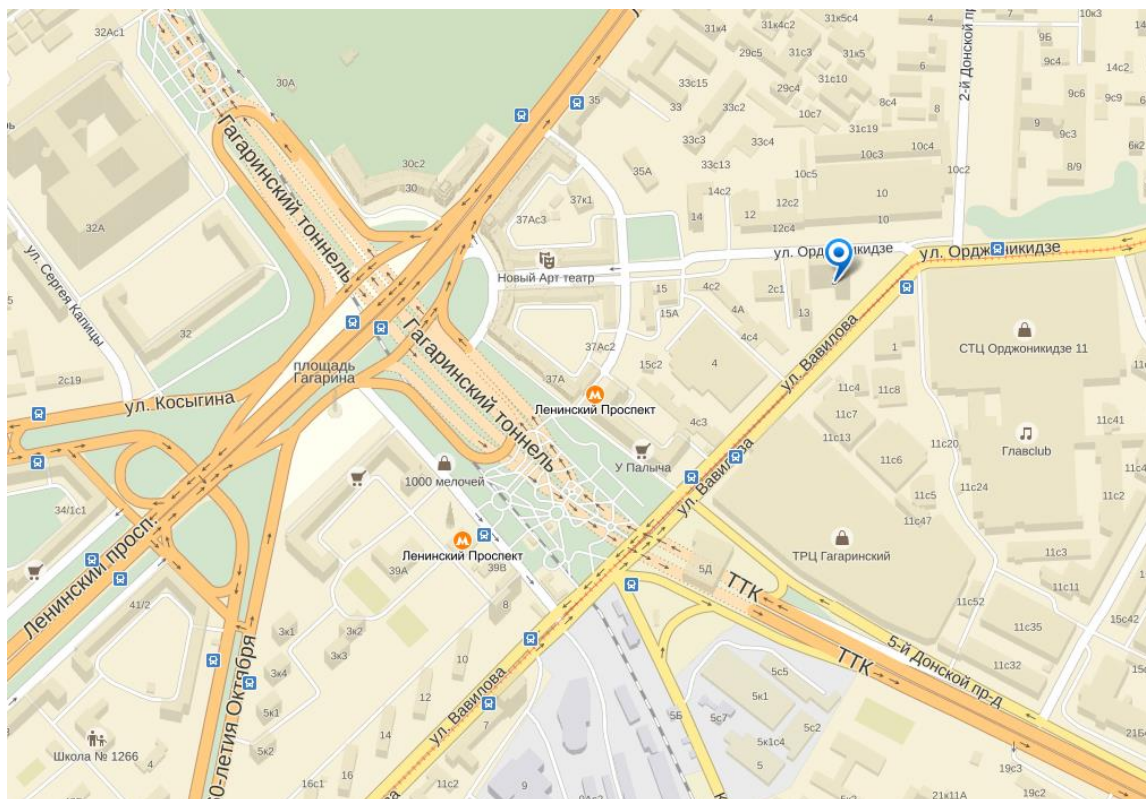 32Ас1
30А
31к4
31к4с2
31к5с4
4
10к3
2-й Донской пр
9Б
9с4
14с2
29с5
31с3
31к5
6
33с15
31с10
29с4
9с6
9с9
33
33с2
10с7
8с4
8
9
9с3
6к2
35
33с3
31с19
10с3
10с4
33с13
33с14
10с5
10с2
8/9
30с2
30
35А
14с2
10
37к1
12с2
14
12
12с4
10
37Ас3
Гагаринский тоннель
32А
ул. Сергея Капицы
32
Новый Арт театр
ул. Орджоникидзе
ул. Орджоникидзе
15
4с2
2с1
15А
4А
13
4с4
37Ас2
15с2
4
1
СТЦ Орджоникидзе 11
площадь
Гагарина
Гагаринский тоннель
ул. Вавилова
2с19
ул. Косыгина
37А
Ленинский Проспект
11с4
11с8
11с7
4с3
11с13
11с20
11с41
11с6
Главclub
У Палыча
1000 мелочей
ул. Вавилова
11с5
11с24
11с2
34/1с1
11с47
Ленинский просп.
Ленинский Проспект
ТРЦ Гагаринский
11с3
39А
39В
5Д
ТТК
11с11
8
11с52
41/2
11с35
15с42
3к1
3к2
3к3
3к4
10
5-й Донской пр-д
11с32
ТТК
5с5
12
5к1
5к1
5Б
5с7
5с2
ул. Вавилова
7
60-летия Октября
5к2
14
5к1с4
Школа № 1266
4
16
16с1
11с2
9
5
19с3
19с2
21к11А